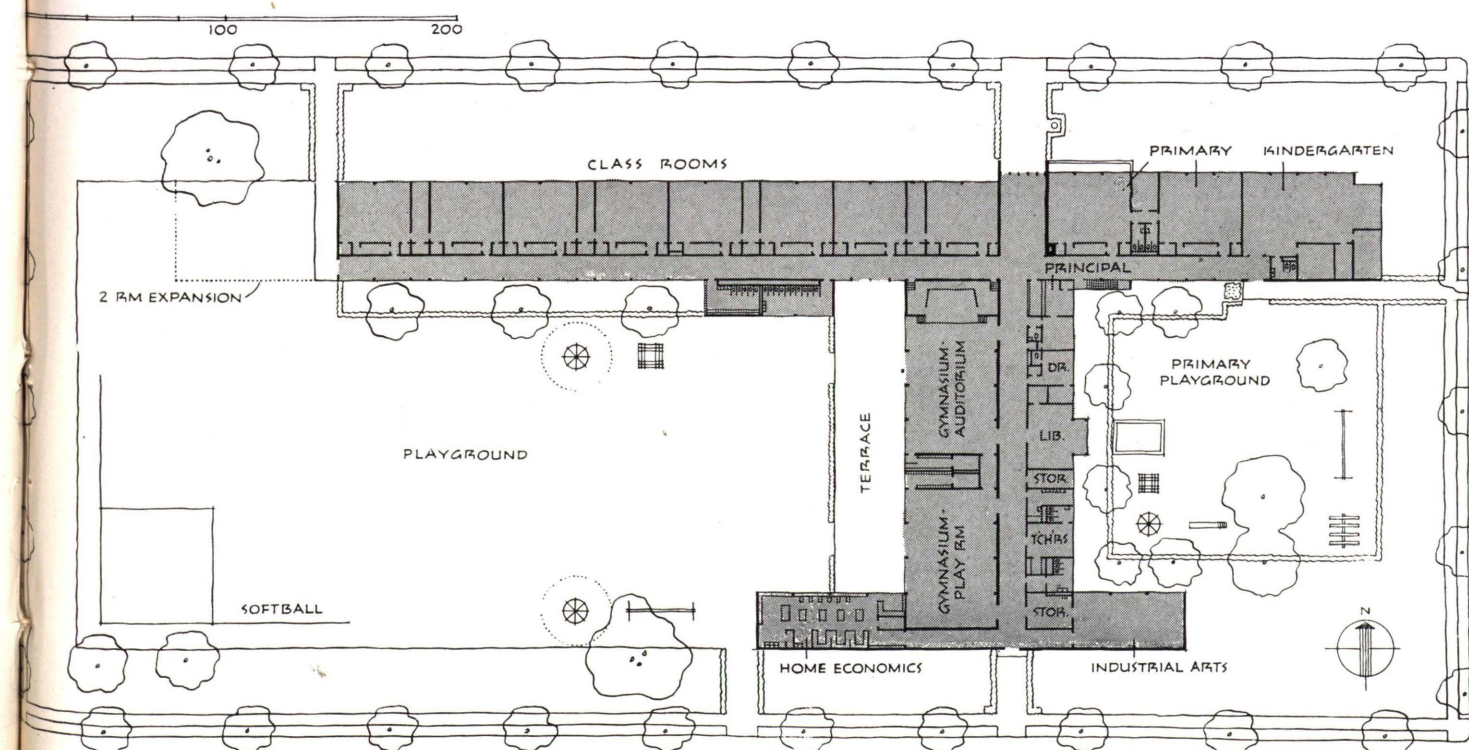 100 200
CLASS ROOMS
PRIMARY
KINDERGARTEN
PRINCIPAL
2 RM EXPANSION
PLAYGROUND
SOFTBALL
TERRACE
GYMNASIUM-
AUDITORIUM
GYMNASIUM-
PLAY RM
DR.
LIB.
STOR
TCHRS
STOR.
PRIMARY
PLAYGROUND
HOME ECONOMICS
INDUSTRIAL ARTS
N